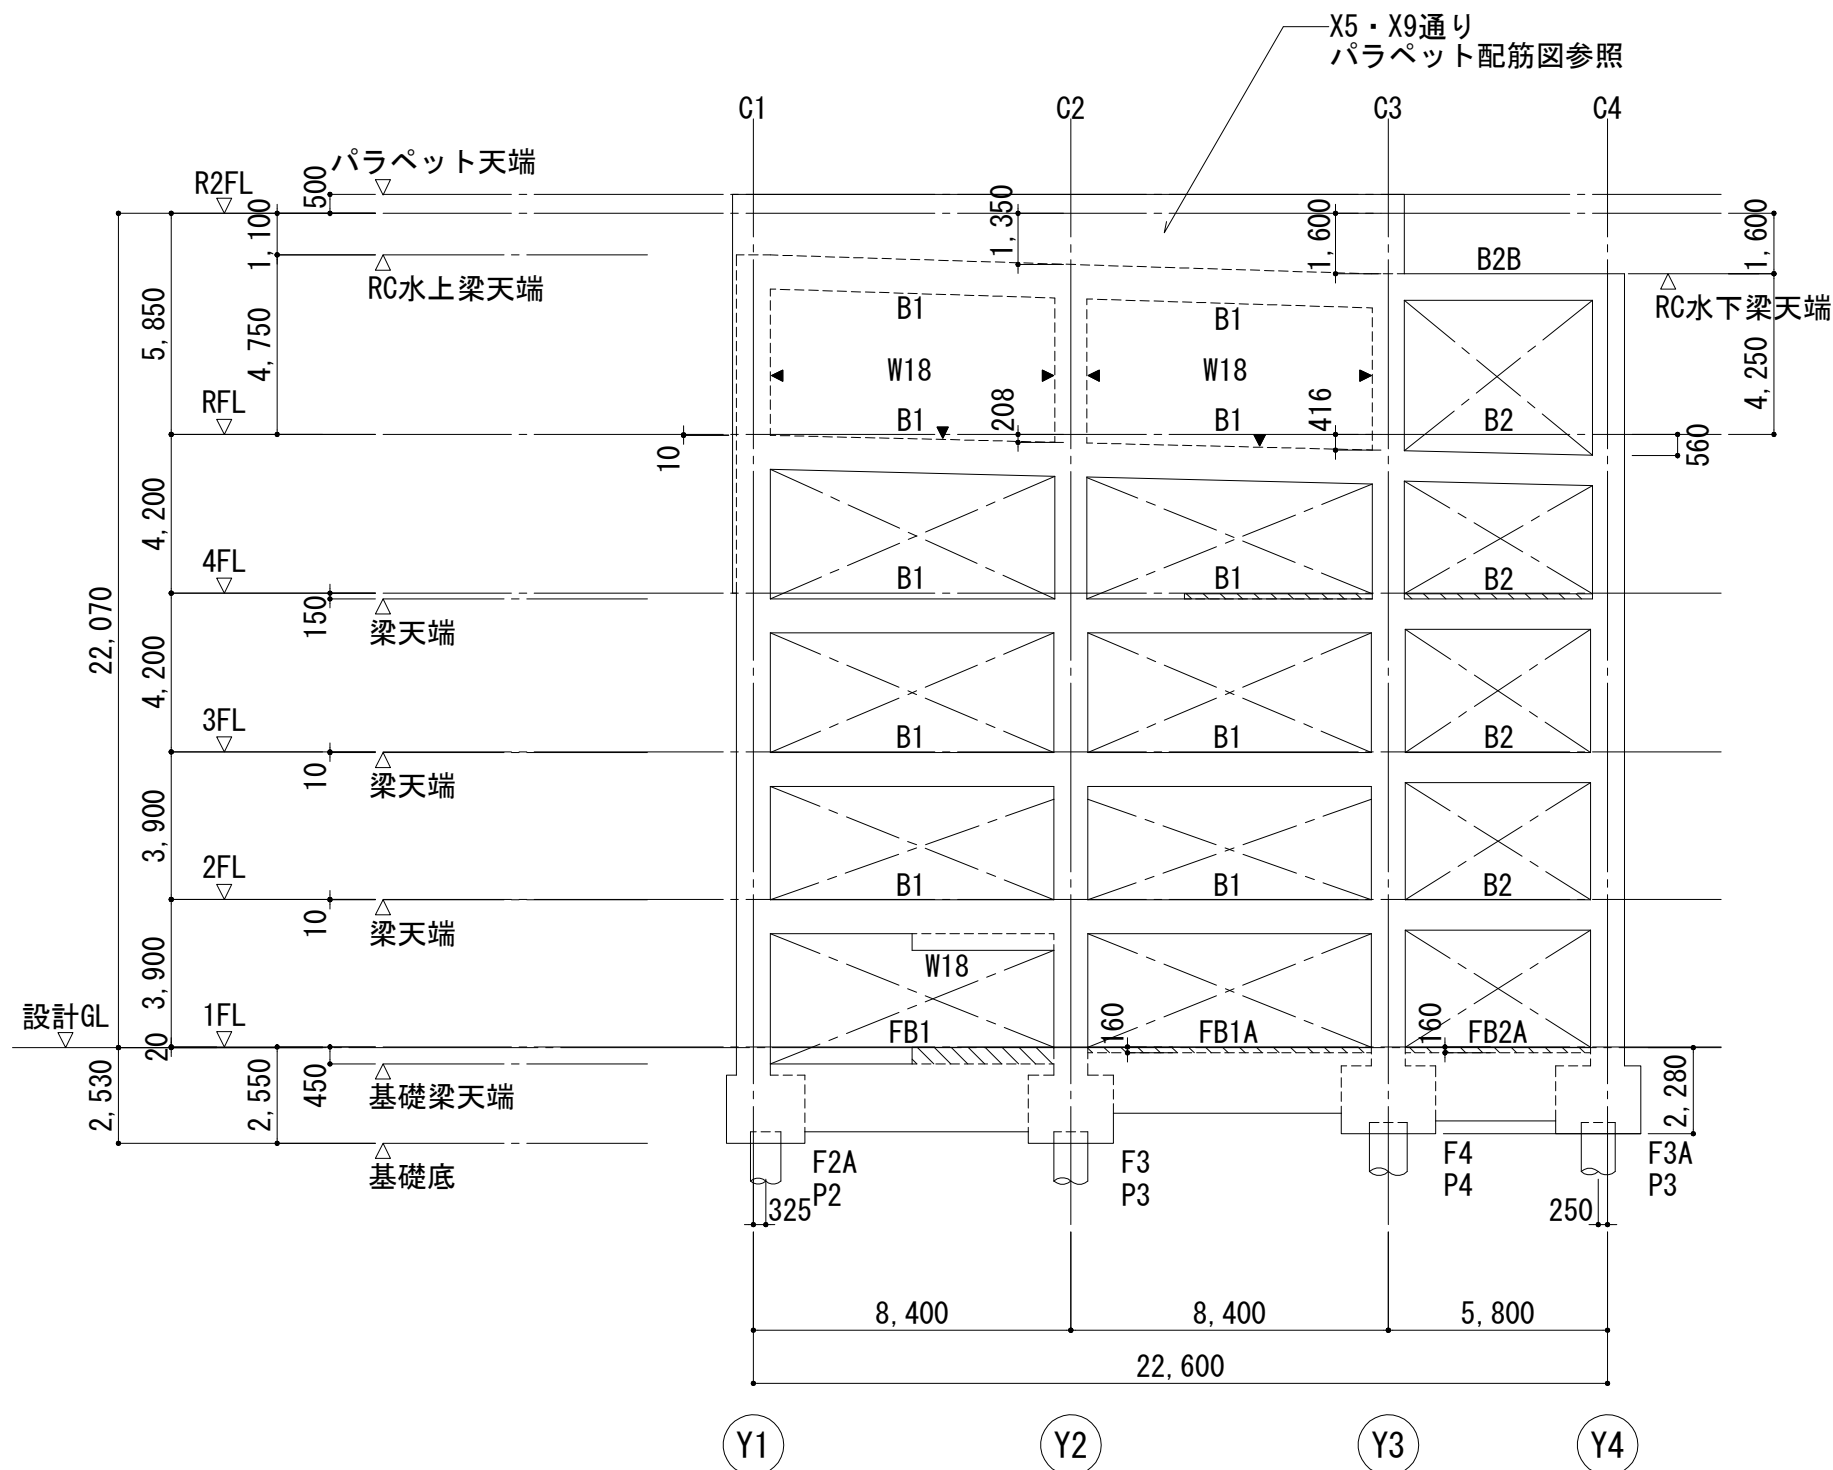 X5・X9通り
パラペット配筋図参照
C1
C2
C3
C4
パラペット天端
R2FL
500
1,100
1,350
1,600
1,600
B2B
RC水上梁天端
RC水下梁天端
5,850
4,750
B1
B1
W18
W18
4,250
RFL
B1
208
B1
416
B2
10
560
4,200
4FL
B1
B1
B2
150
梁天端
22,070
4,200
3FL
B1
B1
B2
10
梁天端
3,900
2FL
B1
B1
B2
10
梁天端
3,900
W18
設計GL
1FL
FB1
160
FB1A
160
FB2A
20
450
基礎梁天端
2,530
2,550
2,280
基礎底
F2A
P2
F3
P3
F4
P4
F3A
P3
325
250
8,400
8,400
5,800
22,600
Y1
Y2
Y3
Y4